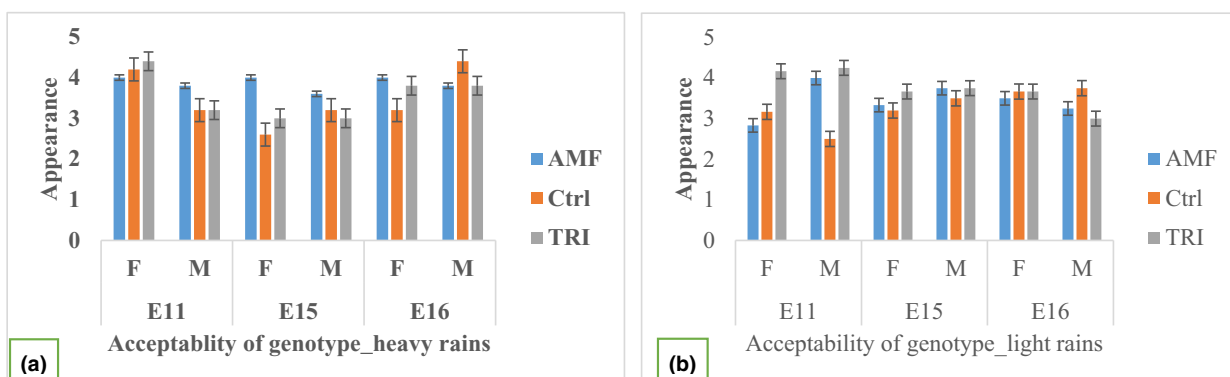 5
4
3
2
1
0
Appearance
F M F M F M
E11 E15 E16
Acceptablity of genotype_heavy rains
AMF
Ctrl
TRI
(a)
5
4
3
2
1
0
Appearance
F M F M F M
E11 E15 E16
Acceptability of genotype_light rains
AMF
Ctrl
TRI
(b)